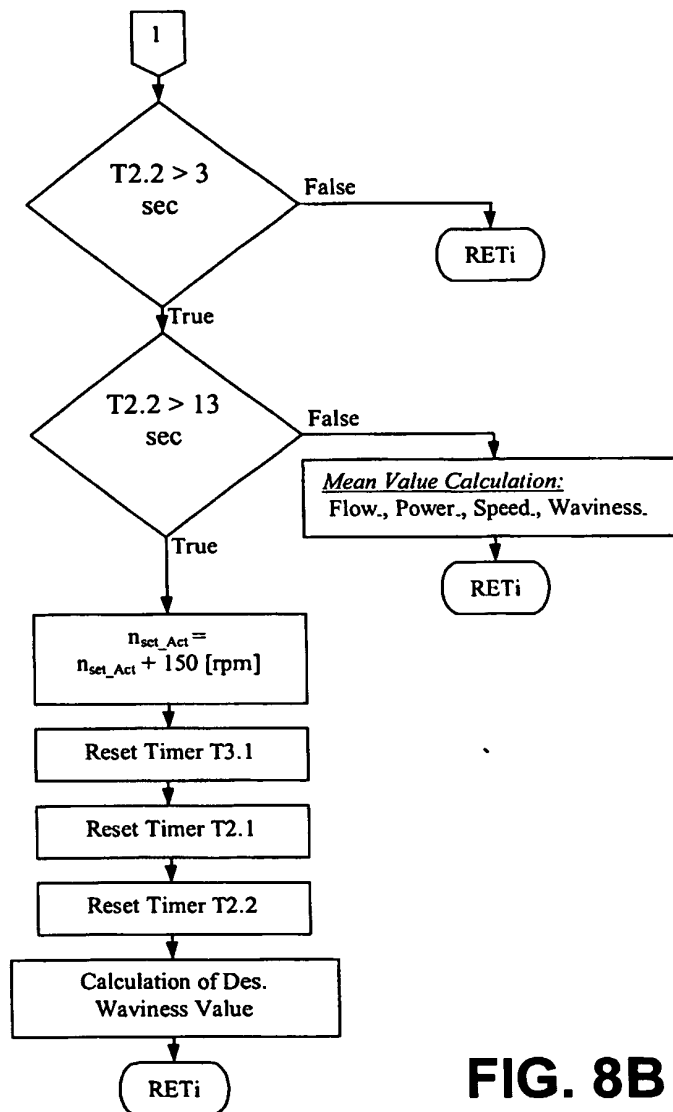 1
T2.2 > 3
sec
False
RETi
True
T2.2 > 13
sec
False
Mean Value Calculation:
Flow-, Power-, Speed-, Waviness-
RETi
True
n_set_Act =
n_set_Act + 150 [rpm]
Reset Timer T3.1
Reset Timer T2.1
Reset Timer T2.2
Calculation of Des.
Waviness Value
RETi
FIG. 8B